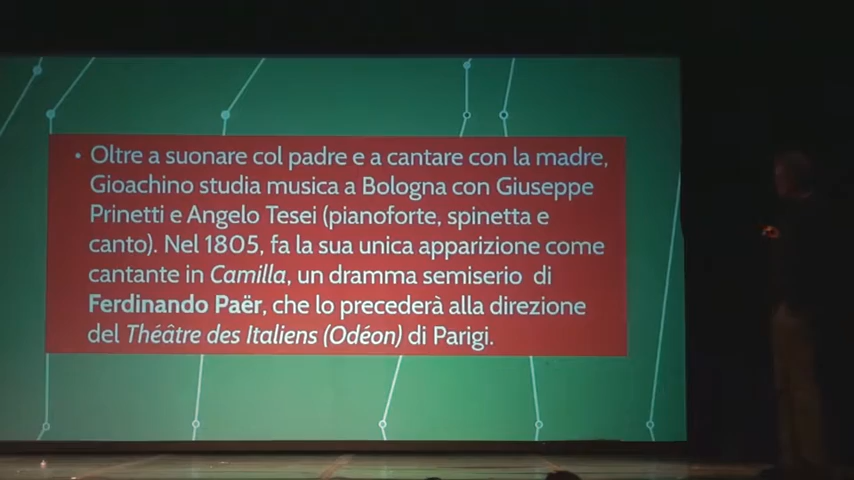 • Oltre a suonare col padre e a cantare con la madre,
Gioachino studia musica a Bologna con Giuseppe
Prinetti e Angelo Tesei (pianoforte, spinetta e
canto). Nel 1805, fa la sua unica apparizione come
cantante in Camilla, un dramma semiserio di
Ferdinando Paër, che lo precederà alla direzione
del Théâtre des Italiens (Odéon) di Parigi.